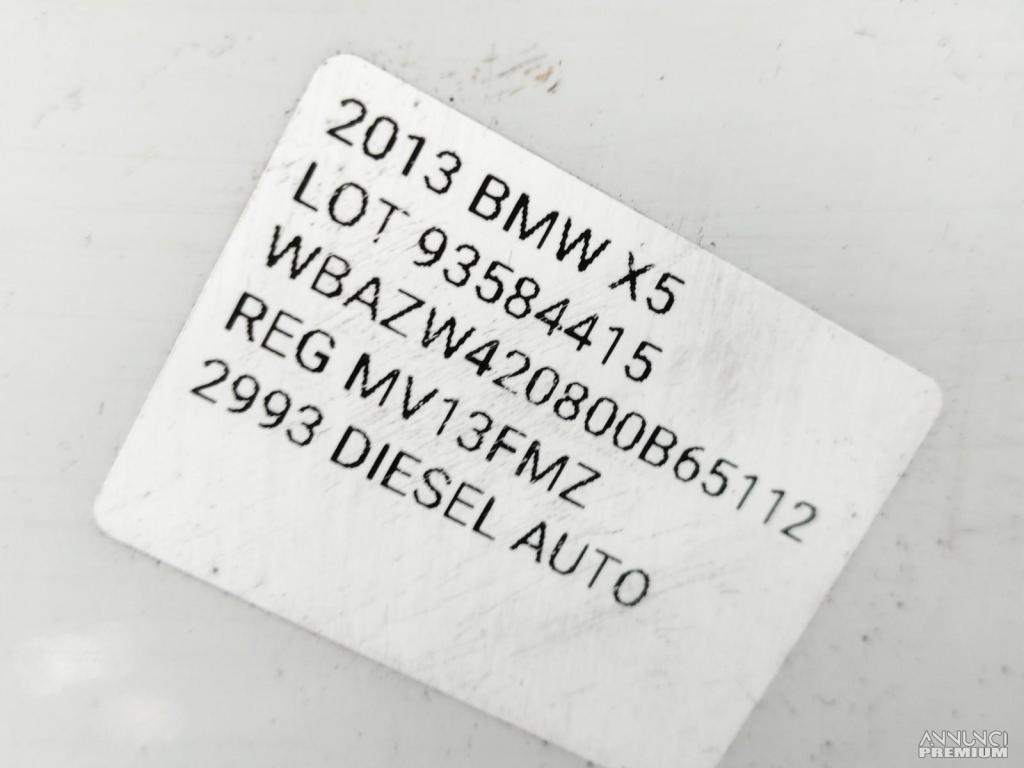 2013 BMW X5
LOT 93584415
WBAZW420800B65112
REG MV13FMZ
2993 DIESEL AUTO
ANNUNCI
PREMIUM